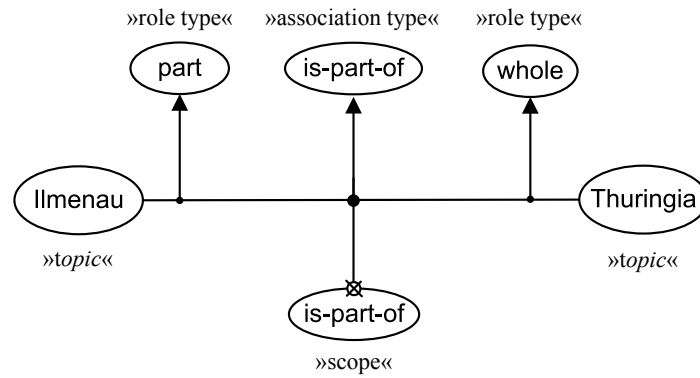 »role type« »association type« »role type«
part is-part-of whole
Ilmenau Thuringia
»topic« »topic«
is-part-of
»scope«